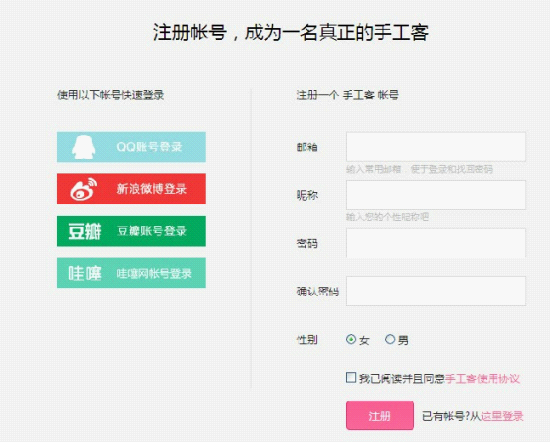 注册帐号，成为一名真正的手工客
使用以下帐号快速登录
QQ账号登录
新浪微博登录
豆瓣 豆瓣账号登录
哇噻 哇噻网帐号登录
注册一个 手工客 帐号
邮箱
输入常用邮箱，便于登录和找回密码
昵称
输入您的个性昵称吧
密码
确认密码
性别 女 男
我已阅读并且同意手工客使用协议
注册 已有帐号?从这里登录